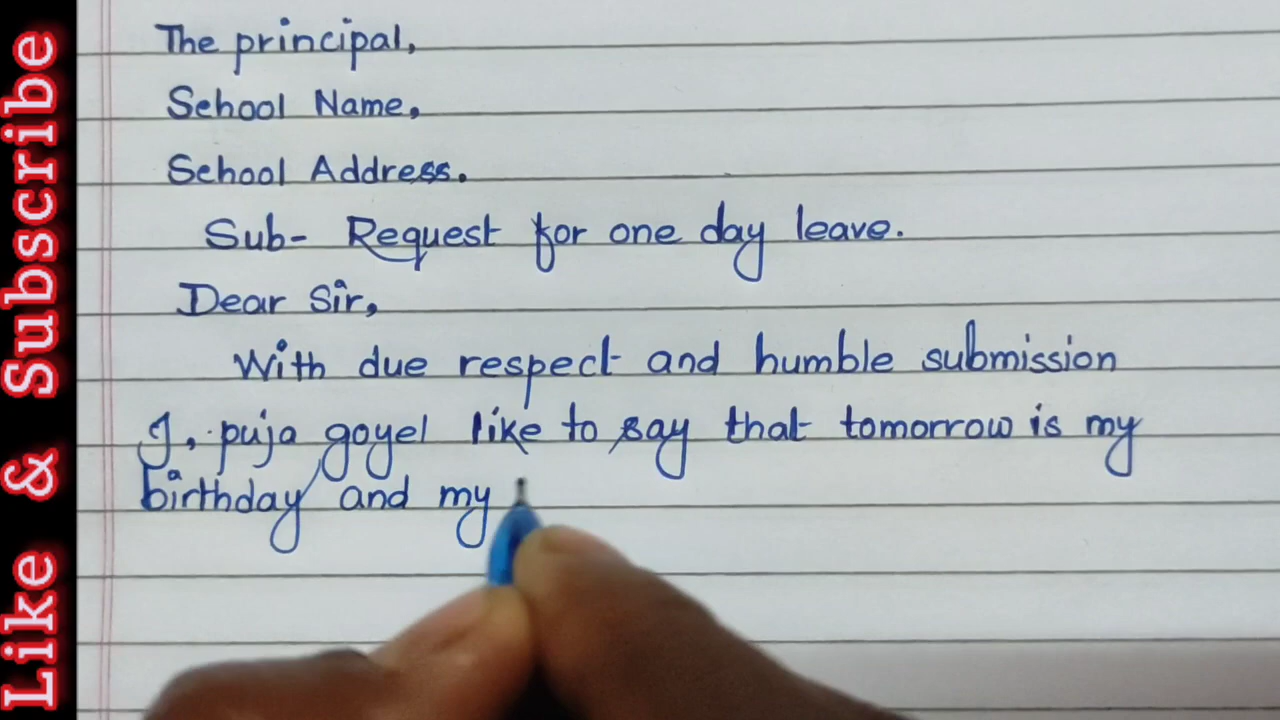 Like & Subscribe
The principal,
School Name,
School Address.
Sub- Request for one day leave.
Dear Sir,
With due respect and humble submission
I, puja goyel like to say that tomorrow is my
birthday and my